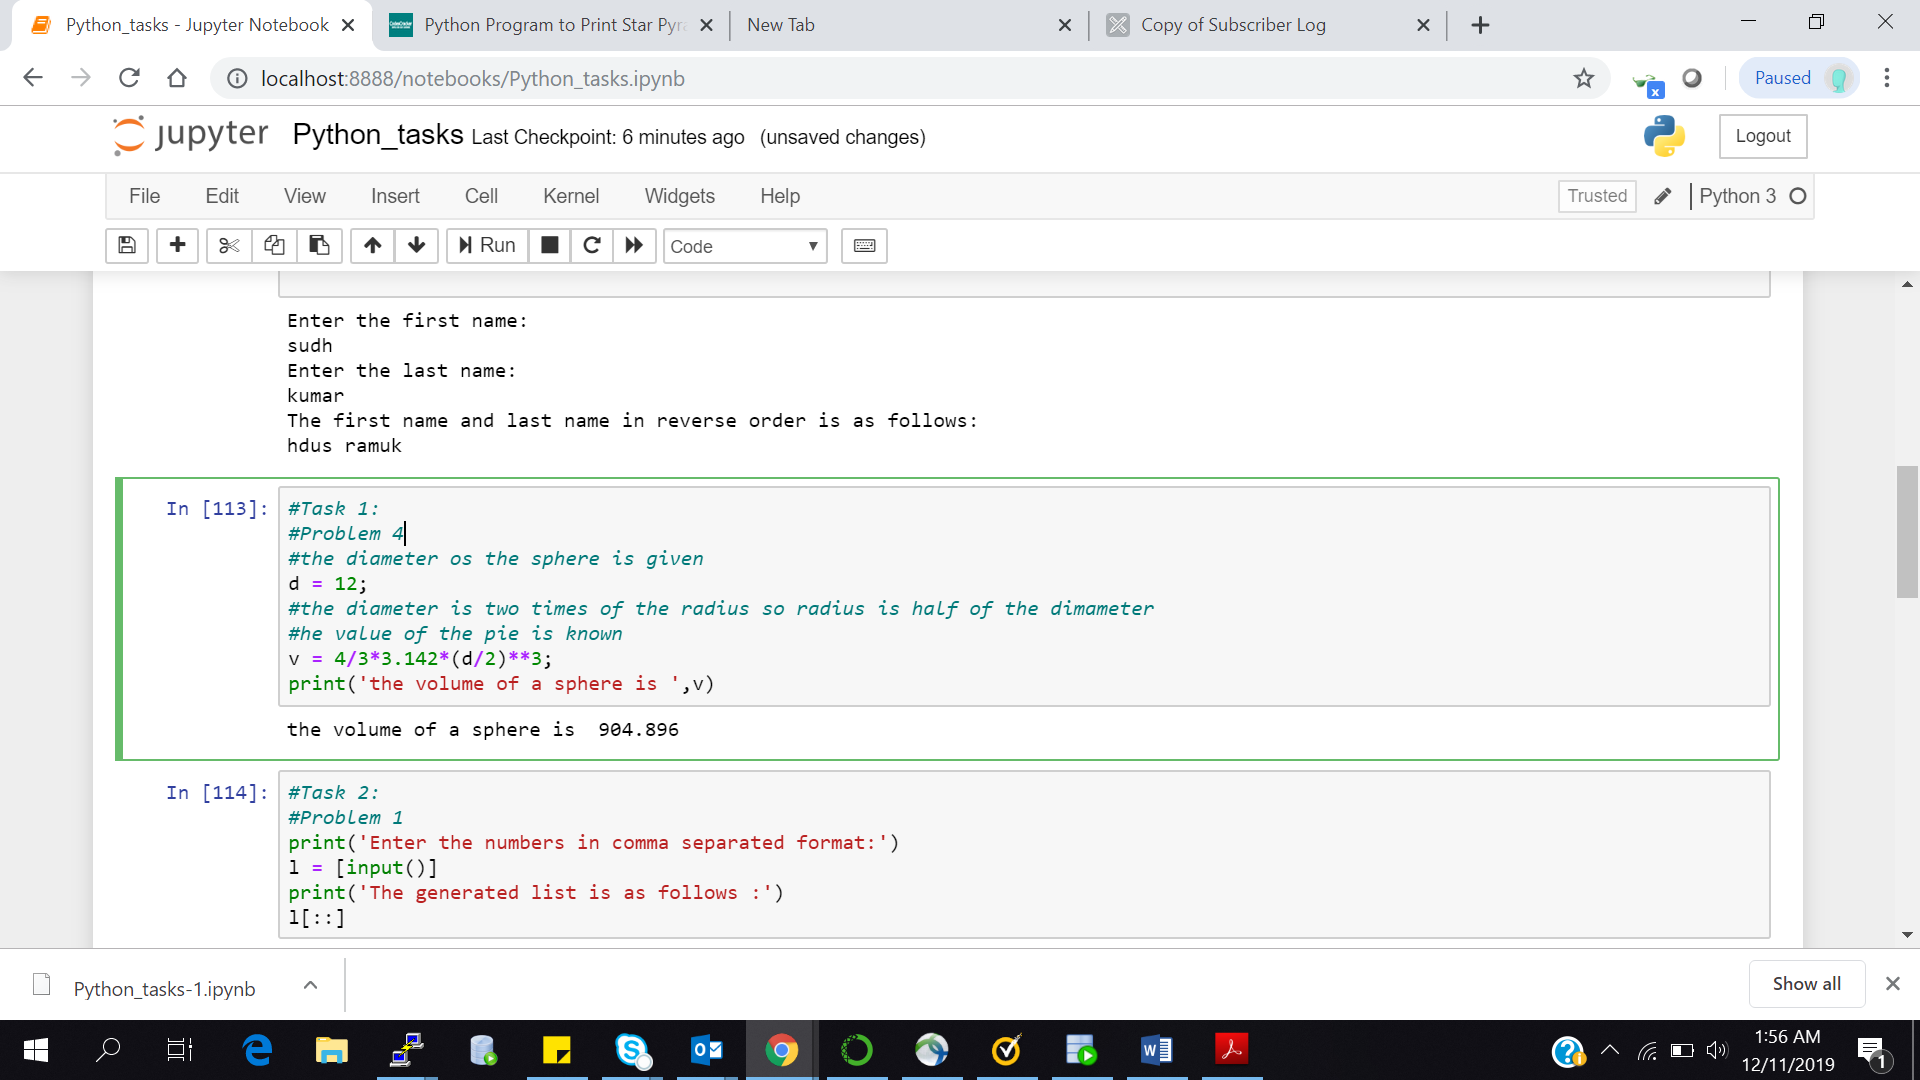 Python_tasks - Jupyter Notebook
Python Program to Print Star Pyra
New Tab
Copy of Subscriber Log
localhost:8888/notebooks/Python_tasks.ipynb
Paused
jupyter Python_tasks Last Checkpoint: 6 minutes ago (unsaved changes)
Logout
File Edit View Insert Cell Kernel Widgets Help
Trusted Python 3
Run Code
Enter the first name:
sudh
Enter the last name:
kumar
The first name and last name in reverse order is as follows:
hdus ramuk
In [113]: #Task 1:
#Problem 4
#the diameter os the sphere is given
d = 12;
#the diameter is two times of the radius so radius is half of the dimameter
#he value of the pie is known
v = 4/3*3.142*(d/2)**3;
print('the volume of a sphere is ',v)
the volume of a sphere is  904.896
In [114]: #Task 2:
#Problem 1
print('Enter the numbers in comma separated format:')
l = [input()]
print('The generated list is as follows :')
l[::]
Python_tasks-1.ipynb
Show all
1:56 AM
12/11/2019
1